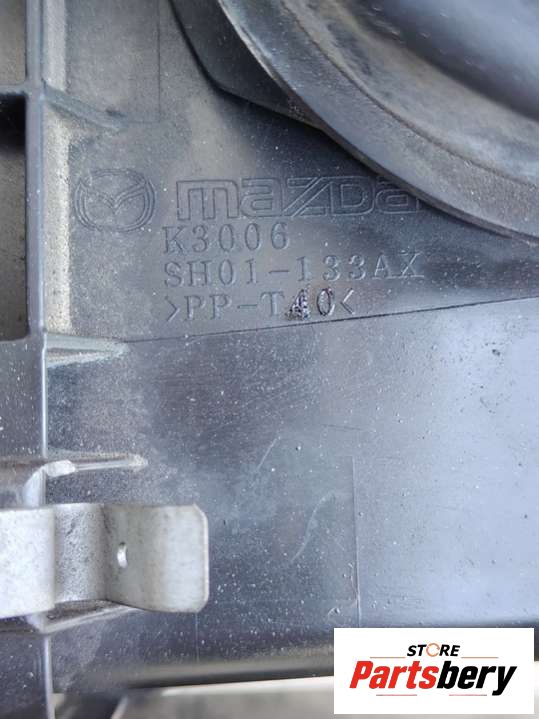 mazda
K3006
SH01-133AX
>PP-T40<
STORE
Partsbery